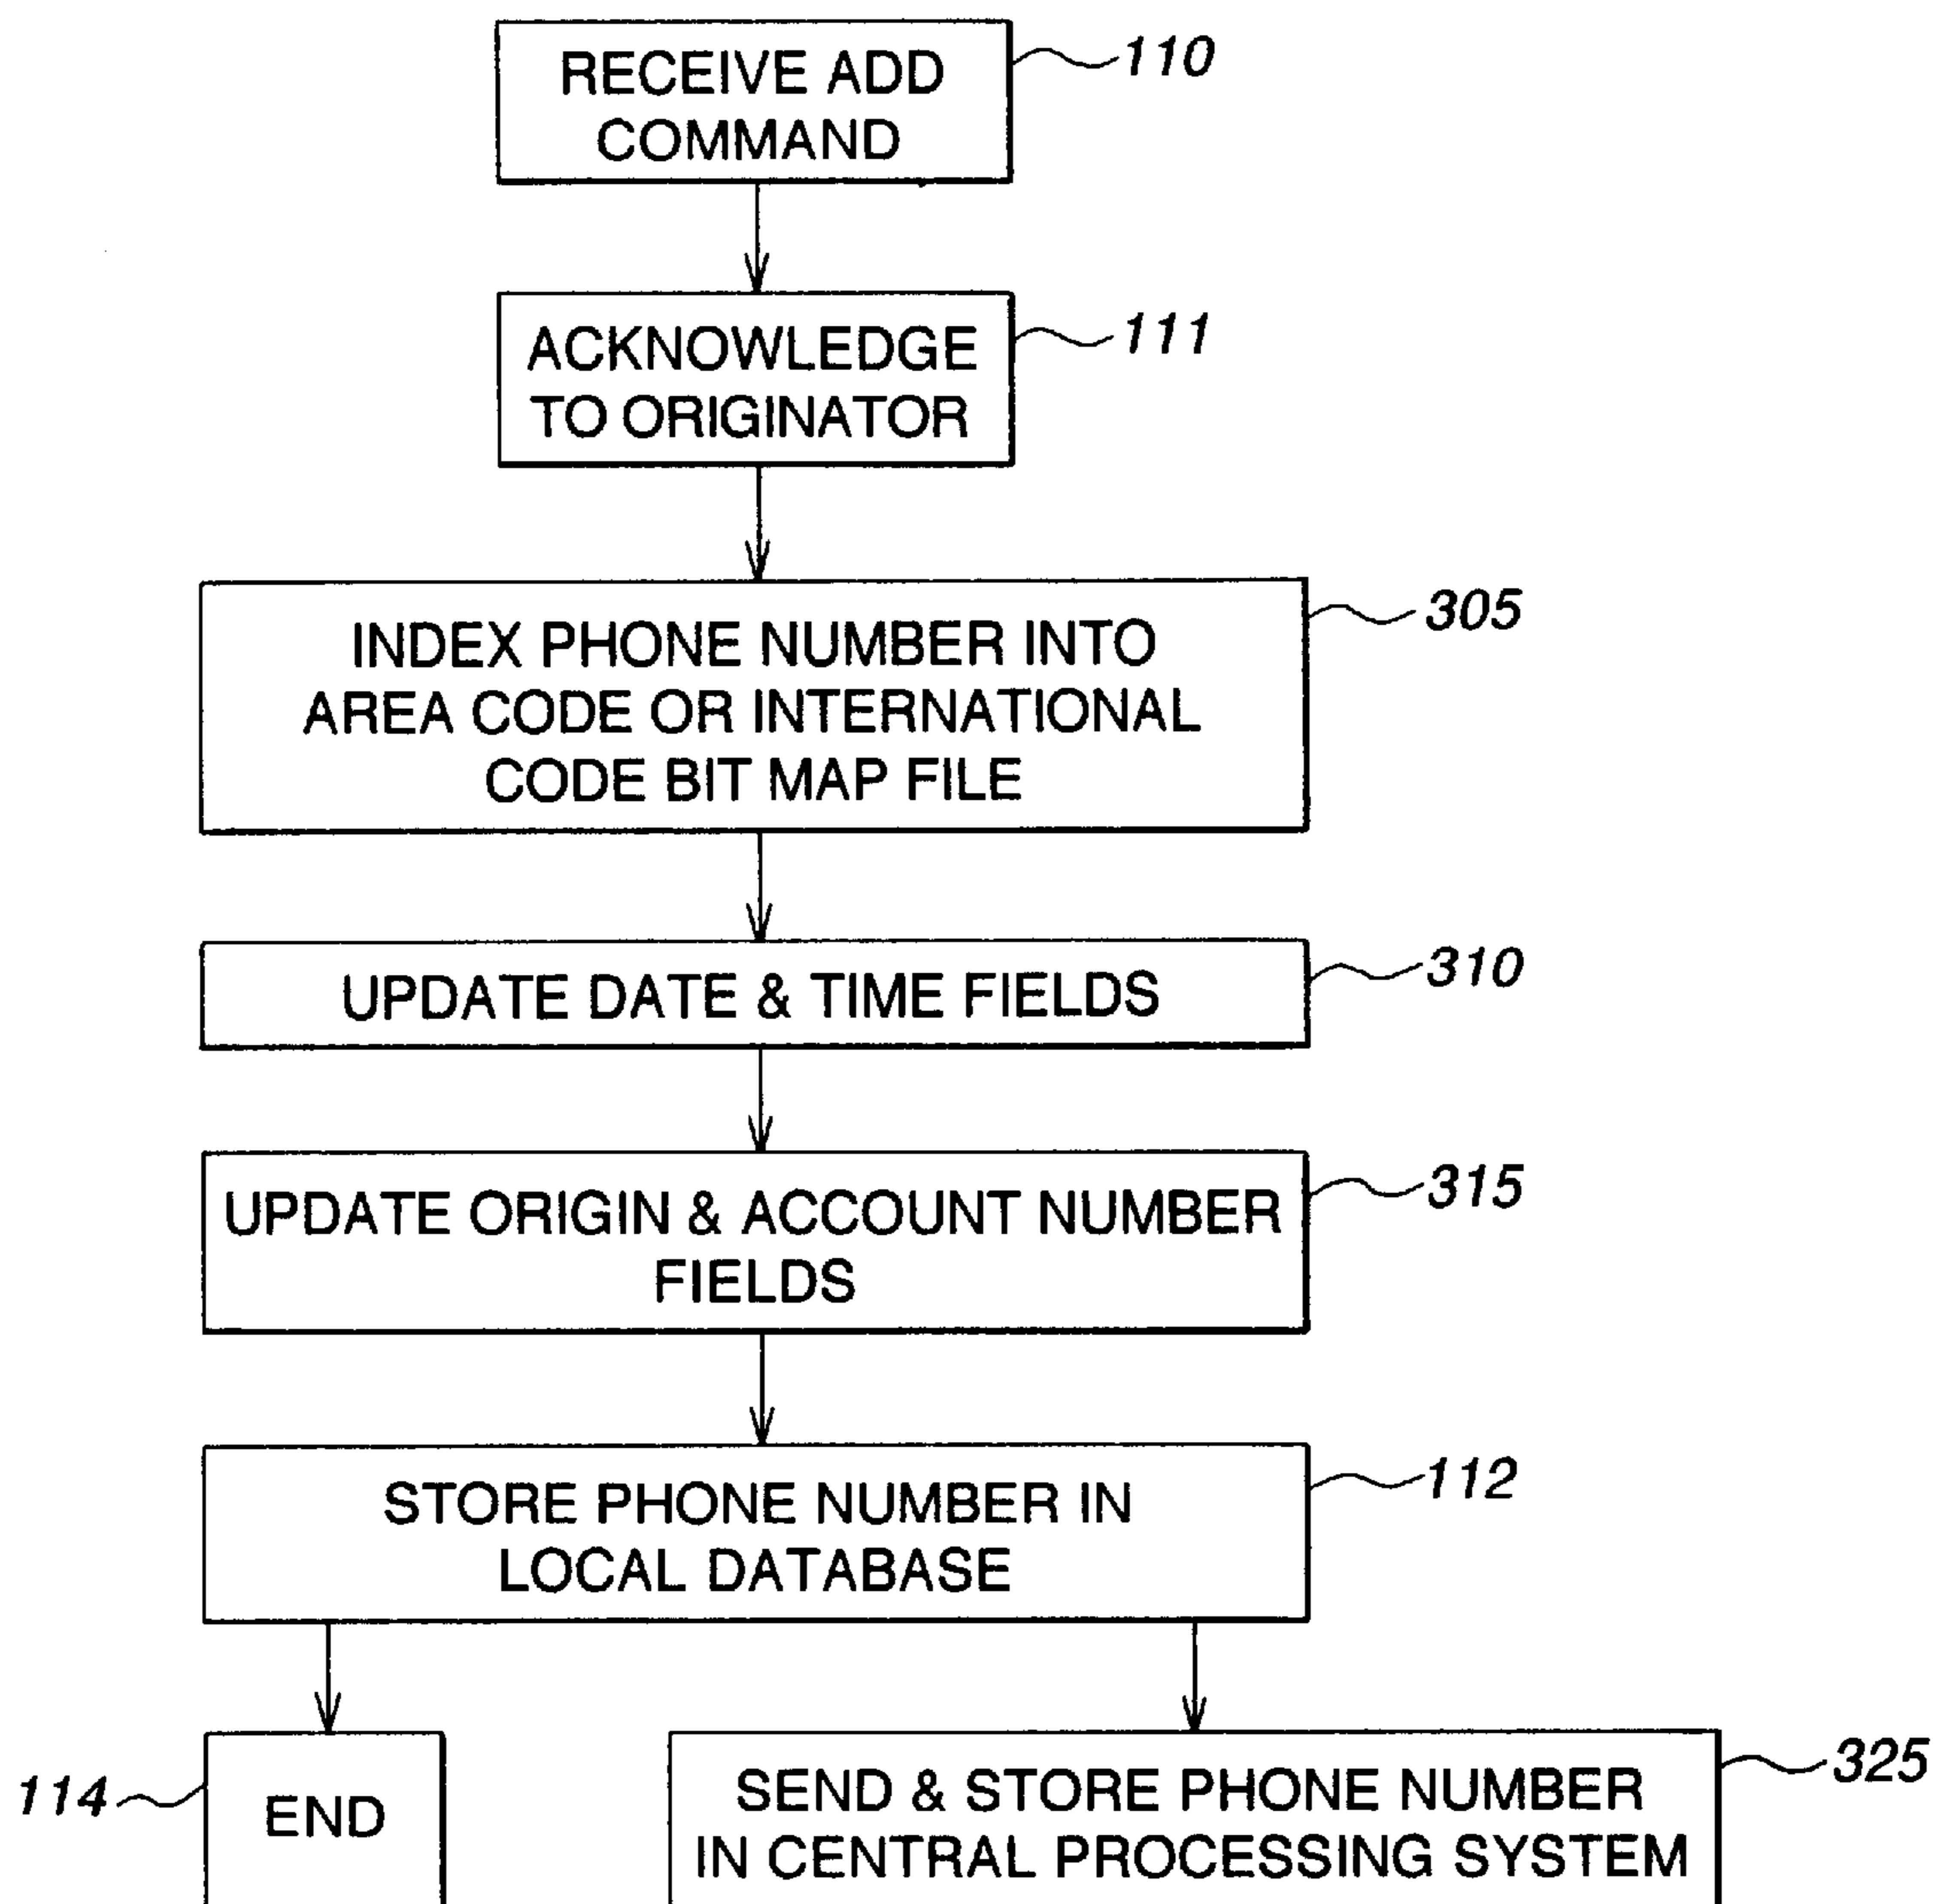 RECEIVE ADD
COMMAND
110
ACKNOWLEDGE
TO ORIGINATOR
111
INDEX PHONE NUMBER INTO
AREA CODE OR INTERNATIONAL
CODE BIT MAP FILE
305
UPDATE DATE & TIME FIELDS
310
UPDATE ORIGIN & ACCOUNT NUMBER
FIELDS
315
STORE PHONE NUMBER IN
LOCAL DATABASE
112
114
END
SEND & STORE PHONE NUMBER
IN CENTRAL PROCESSING SYSTEM
325